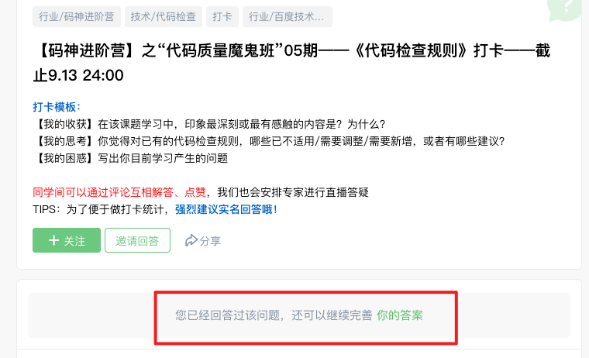 行业/码神进阶营 技术/代码检查 打卡 行业/百度技术...
【码神进阶营】之“代码质量魔鬼班”05期——《代码检查规则》打卡——截
止9.13 24:00
打卡模板：
【我的收获】在该课题学习中，印象最深刻或最有感触的内容是？为什么？
【我的思考】你觉得对已有的代码检查规则，哪些已不适用/需要调整/需要新增，或者有哪些建议？
【我的困惑】写出你目前学习产生的问题
同学间可以通过评论互相解答、点赞，我们也会安排专家进行直播答疑
TIPS：为了便于做打卡统计，强烈建议实名回答哦！
+ 关注 邀请回答 分享
您已经回答过该问题，还可以继续完善 你的答案